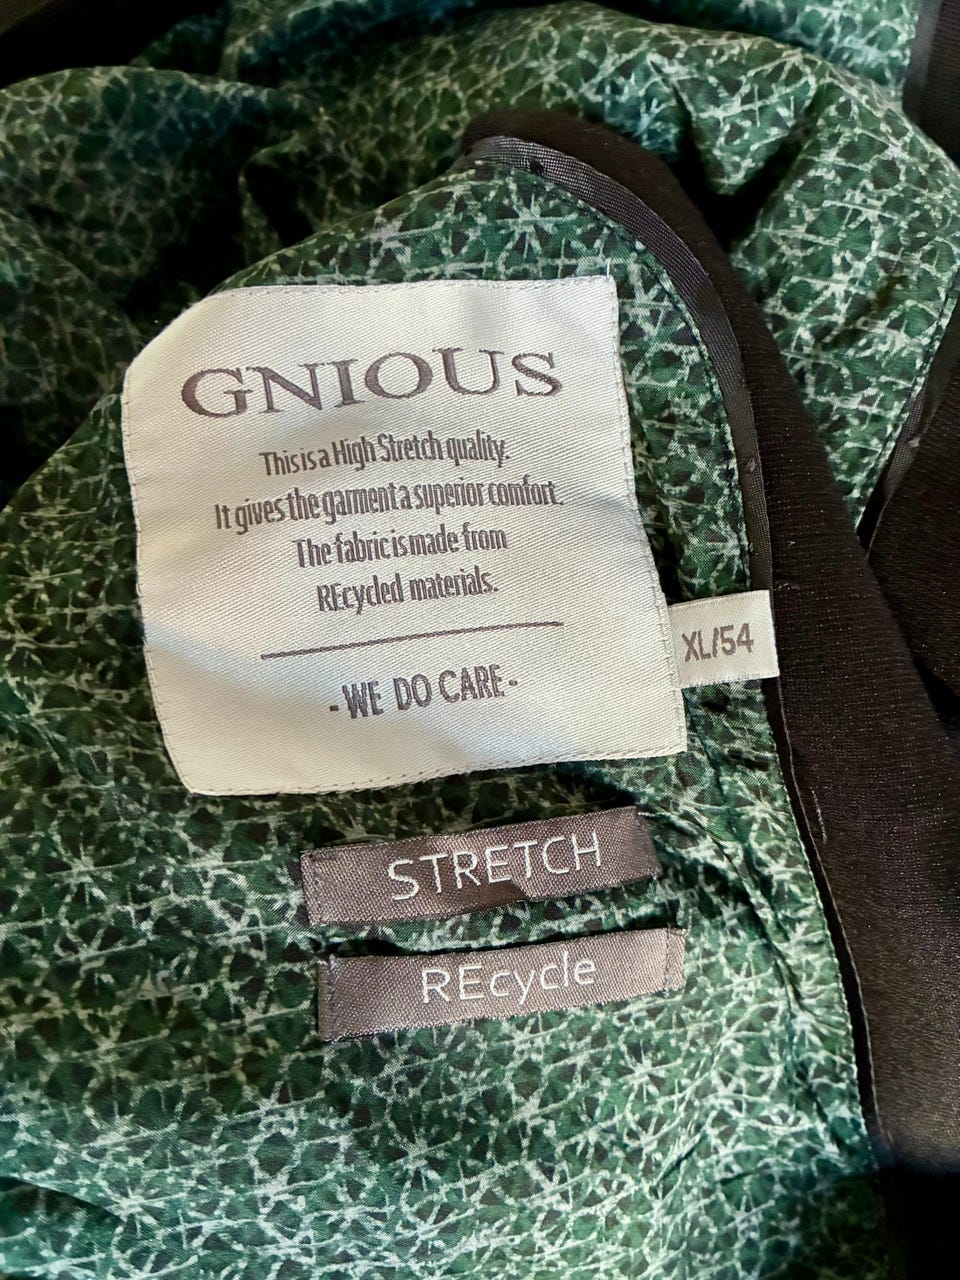 GNIOUS
This is a High Stretch quality.
It gives the garment a superior comfort.
The fabric is made from
REcycled materials.
- WE DO CARE -
XL/54
STRETCH
REcycle